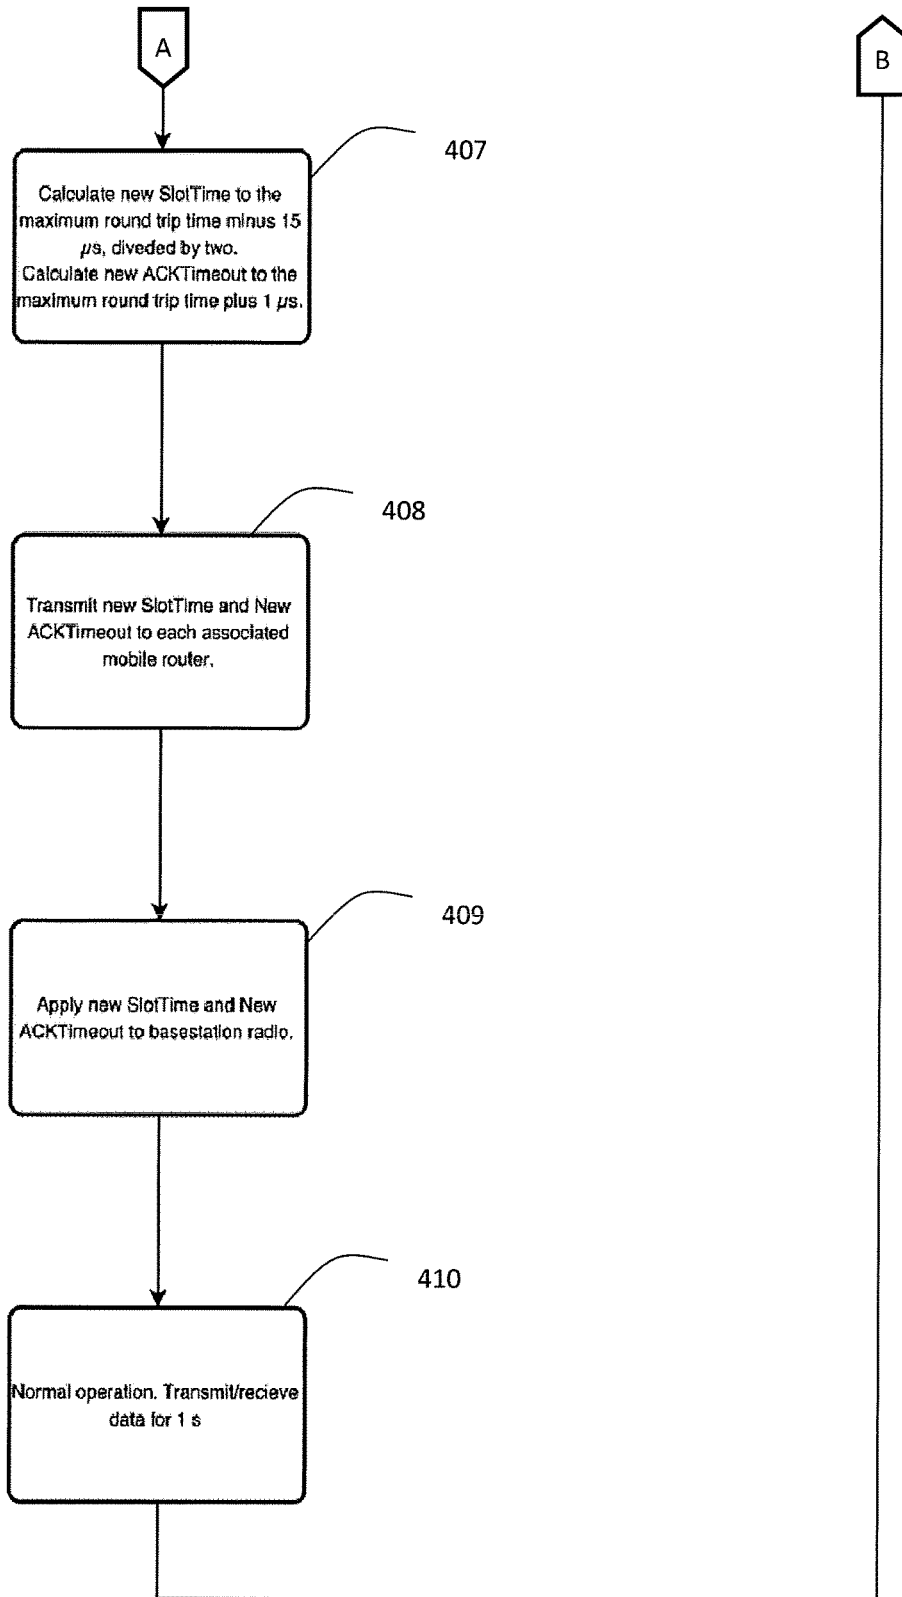 A
B
407
Calculate new SlotTime to the
maximum round trip time minus 15
µs, diveded by two.
Calculate new ACKTimeout to the
maximum round trip time plus 1 µs.
408
Transmit new SlotTime and New
ACKTimeout to each associated
mobile router.
409
Apply new SlotTime and New
ACKTimeout to basestation radio.
410
Normal operation. Transmit/recieve
data for 1 s